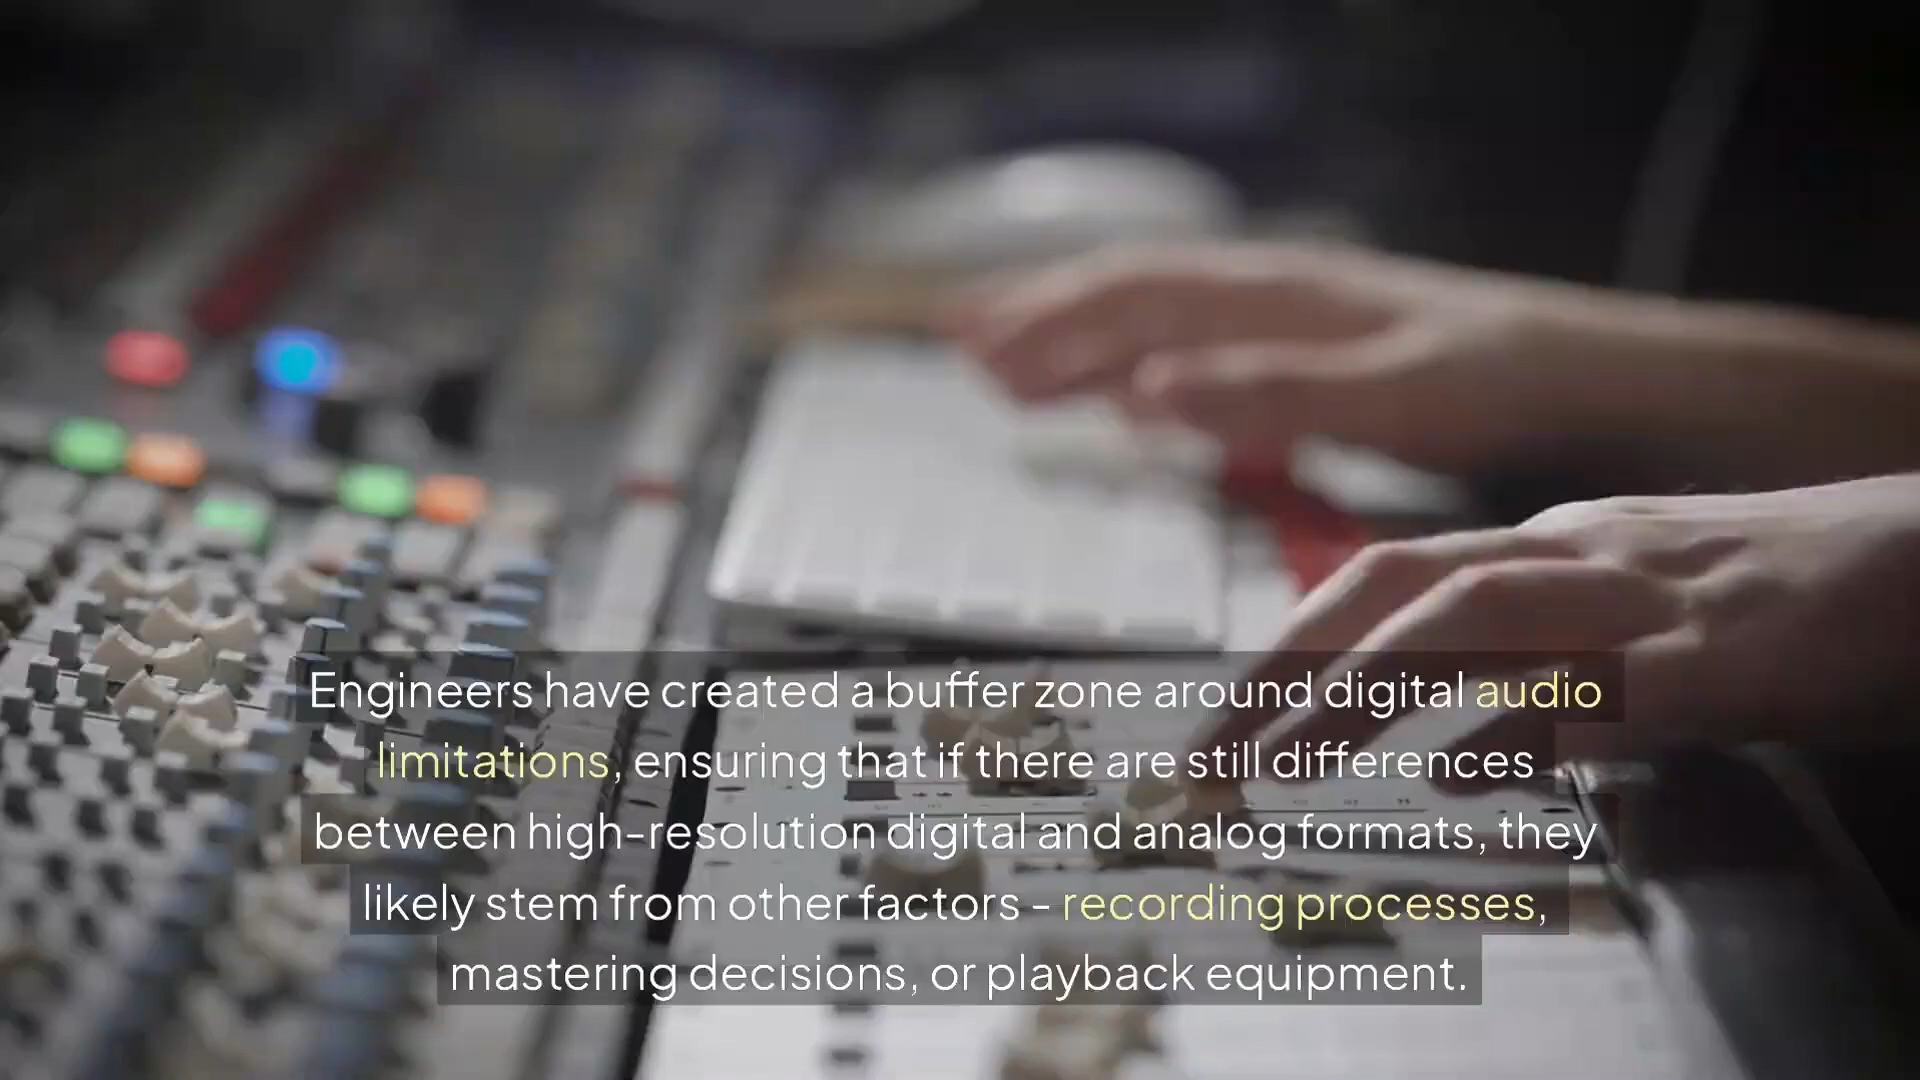 Engineers have created a buffer zone around digital audio
limitations, ensuring that if there are still differences
between high-resolution digital and analog formats, they
likely stem from other factors - recording processes,
mastering decisions, or playback equipment.